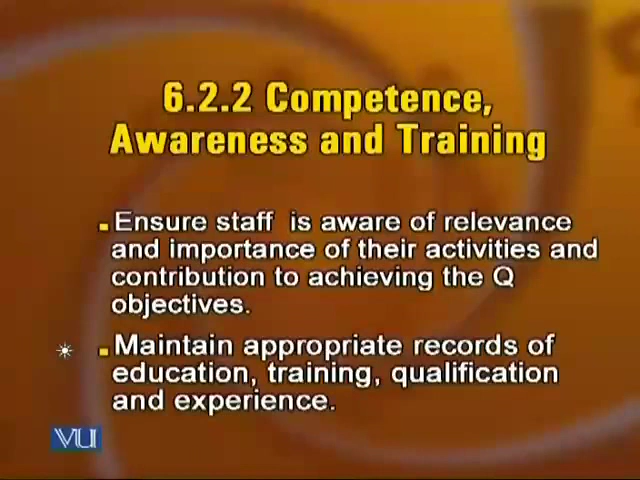 6.2.2 Competence,
Awareness and Training
Ensure staff is aware of relevance
and importance of their activities and
contribution to achieving the Q
objectives.
Maintain appropriate records of
education, training, qualification
and experience.
VU